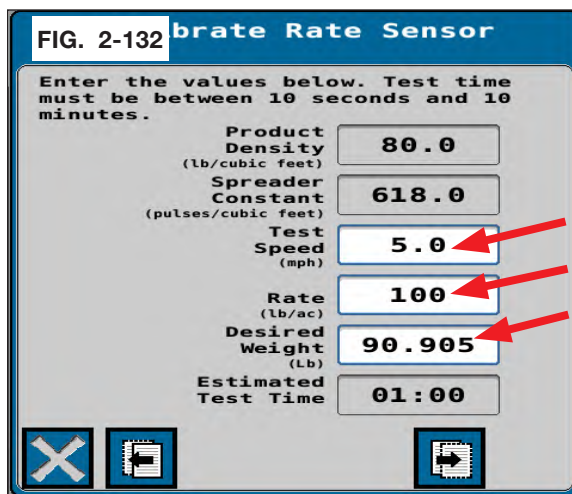 FIG. 2-132
brate Rate Sensor
Enter the values below. Test time
must be between 10 seconds and 10
minutes.
Product
Density
(lb/cubic feet)
80.0
Spreader
Constant
(pulses/cubic feet)
618.0
Test
Speed
(mph)
5.0
Rate
(lb/ac)
100
Desired
Weight
(Lb)
90.905
Estimated
Test Time
01:00